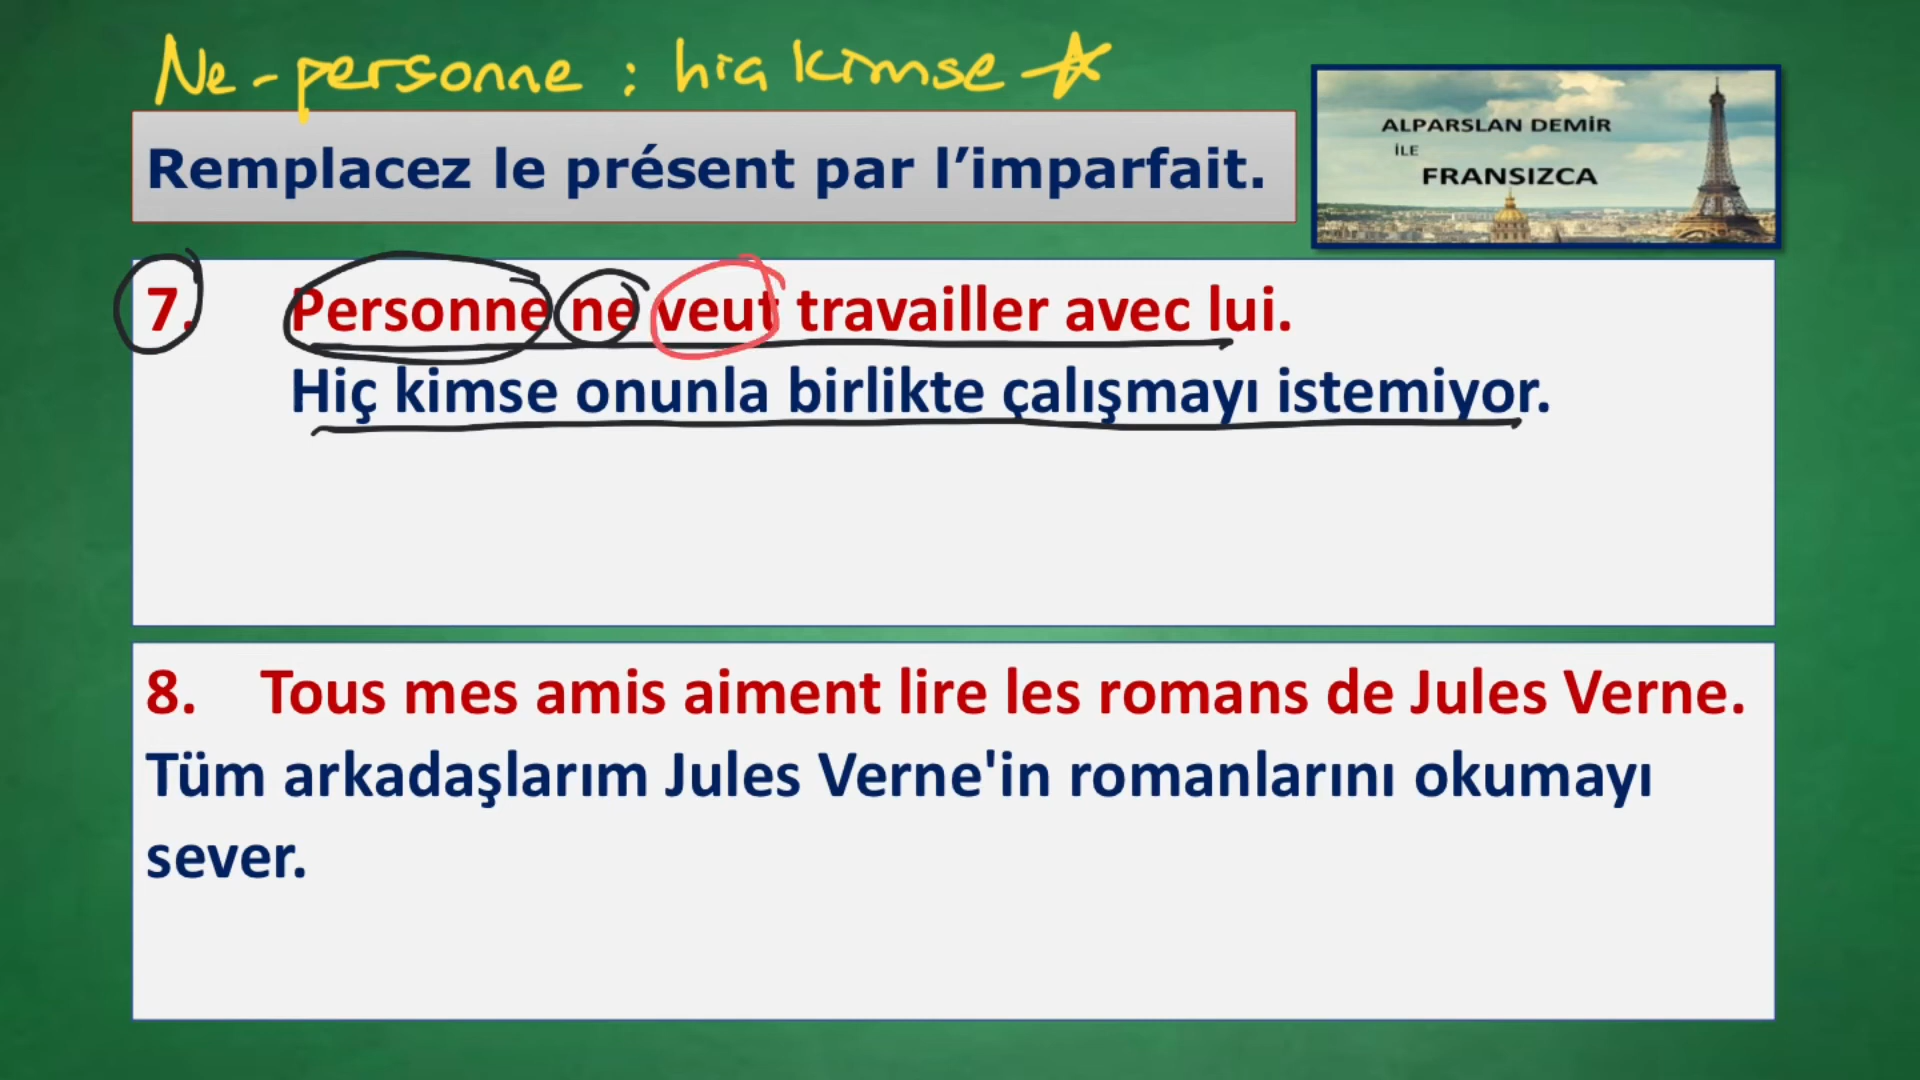 Ne - personne : hiç kimse
Remplacez le présent par l’imparfait.
ALPARSLAN DEMİR
İLE
FRANSIZCA
7. Personne ne veut travailler avec lui.
Hiç kimse onunla birlikte çalışmayı istemiyor.
8. Tous mes amis aiment lire les romans de Jules Verne.
Tüm arkadaşlarım Jules Verne'in romanlarını okumayı
sever.